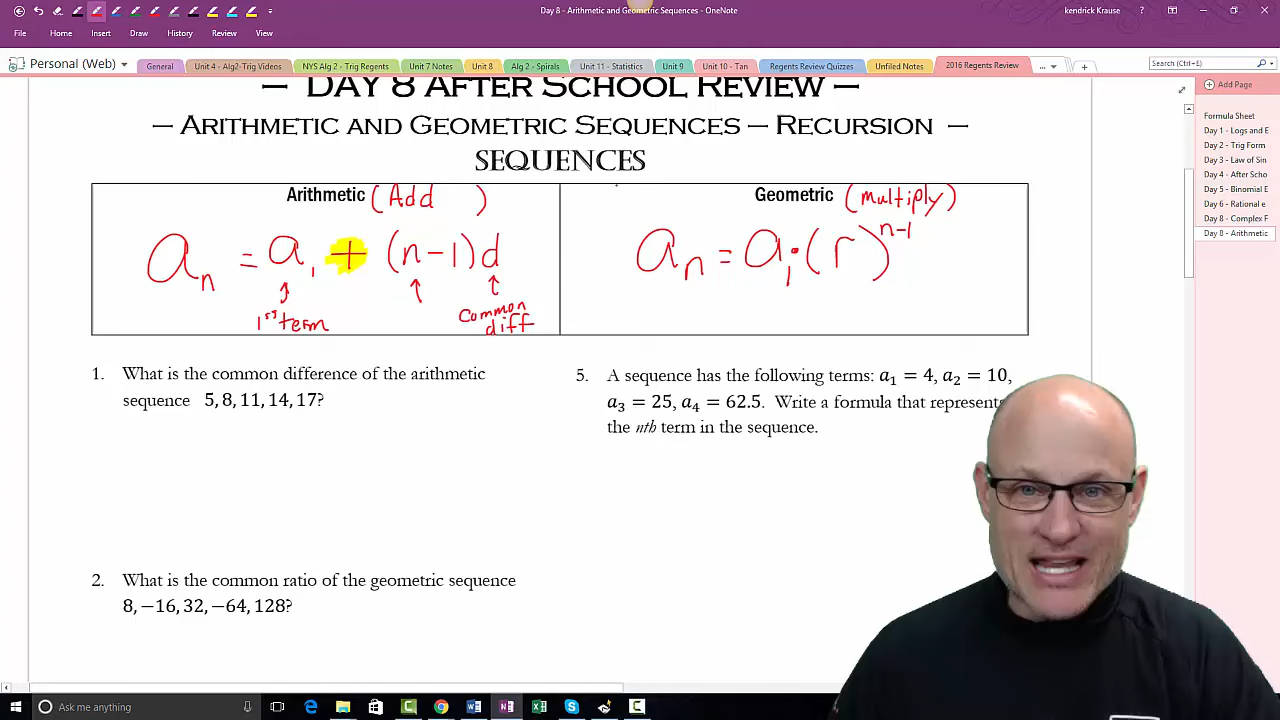 Day 8 - Arithmetic and Geometric Sequences - OneNote
kendrick Krause
File Home Insert Draw History Review View
Personal (Web)
General
Unit 4 - Alg2-Trig Videos
NYS Alg 2 - Trig Regents
Unit 7 Notes
Unit 8
Alg 2 - Spirals
Unit 11 - Statistics
Unit 9
Unit 10 - Tan
Regents Review Quizzes
Unfiled Notes
2016 Regents Review
Search (Ctrl+E)
Add Page
Formula Sheet
Day 1 - Logs and E
Day 2 - Trig Form
Day 3 - Law of Sin
Day 4 - After Scho
Day 5 - Binomial E
Day 6 - Rational e
Day 8 - Complex F
Day 8 - Arithmetic
— DAY 8 AFTER SCHOOL REVIEW —
— ARITHMETIC AND GEOMETRIC SEQUENCES – RECURSION —
SEQUENCES
Arithmetic (Add )
aₙ = a₁ + (n-1)d
1st term
Common
diff
Geometric (multiply)
aₙ = a₁·(r)ⁿ⁻¹
1. What is the common difference of the arithmetic
sequence 5, 8, 11, 14, 17?
2. What is the common ratio of the geometric sequence
8, −16, 32, −64, 128?
5. A sequence has the following terms: a₁ = 4, a₂ = 10,
a₃ = 25, a₄ = 62.5. Write a formula that represents
the nth term in the sequence.
Ask me anything